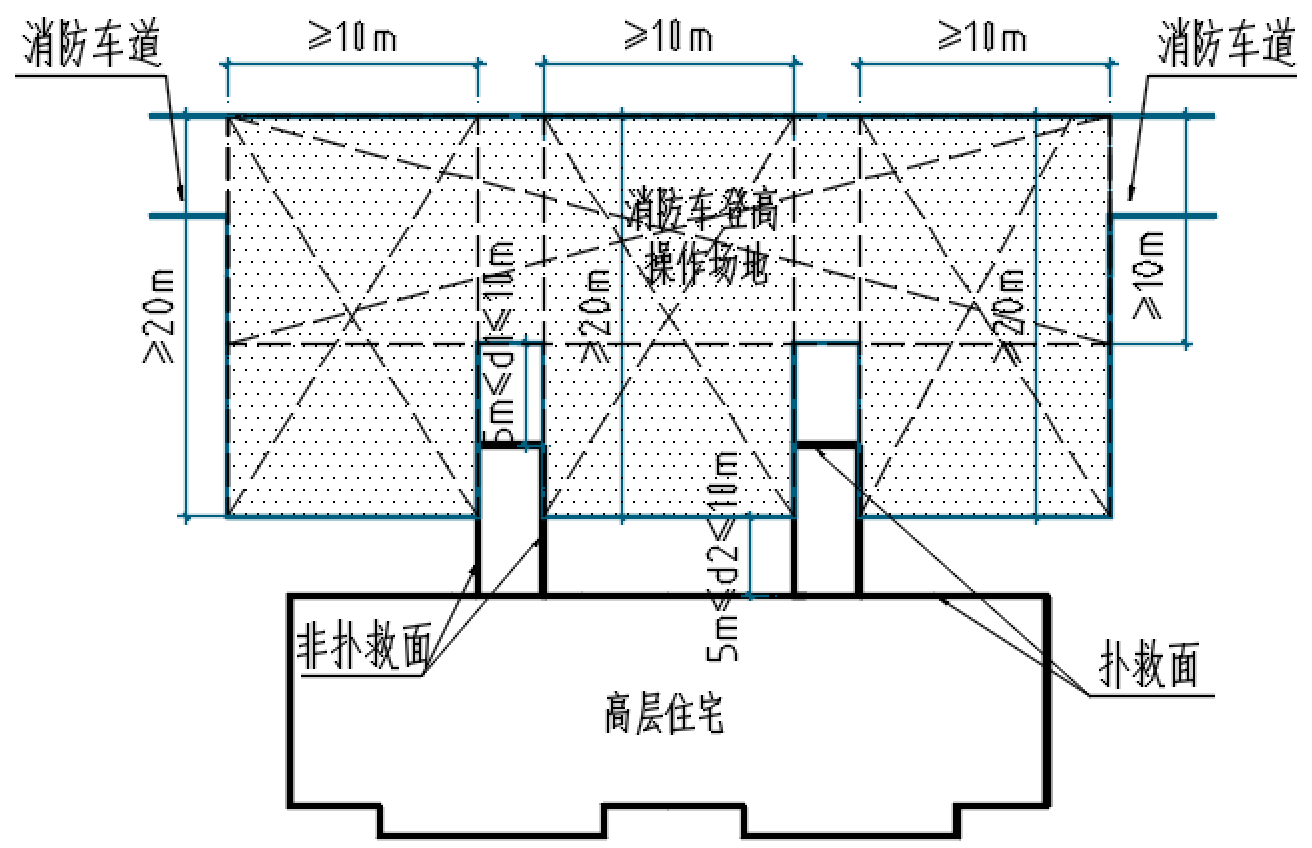 ≥10m
≥10m
≥10m
消防车道
消防车道
消防车登高
操作场地
≥20m
5m≤d1≤10m
≥20m
≥20m
≥10m
5m≤d2≤10m
非扑救面
扑救面
高层住宅